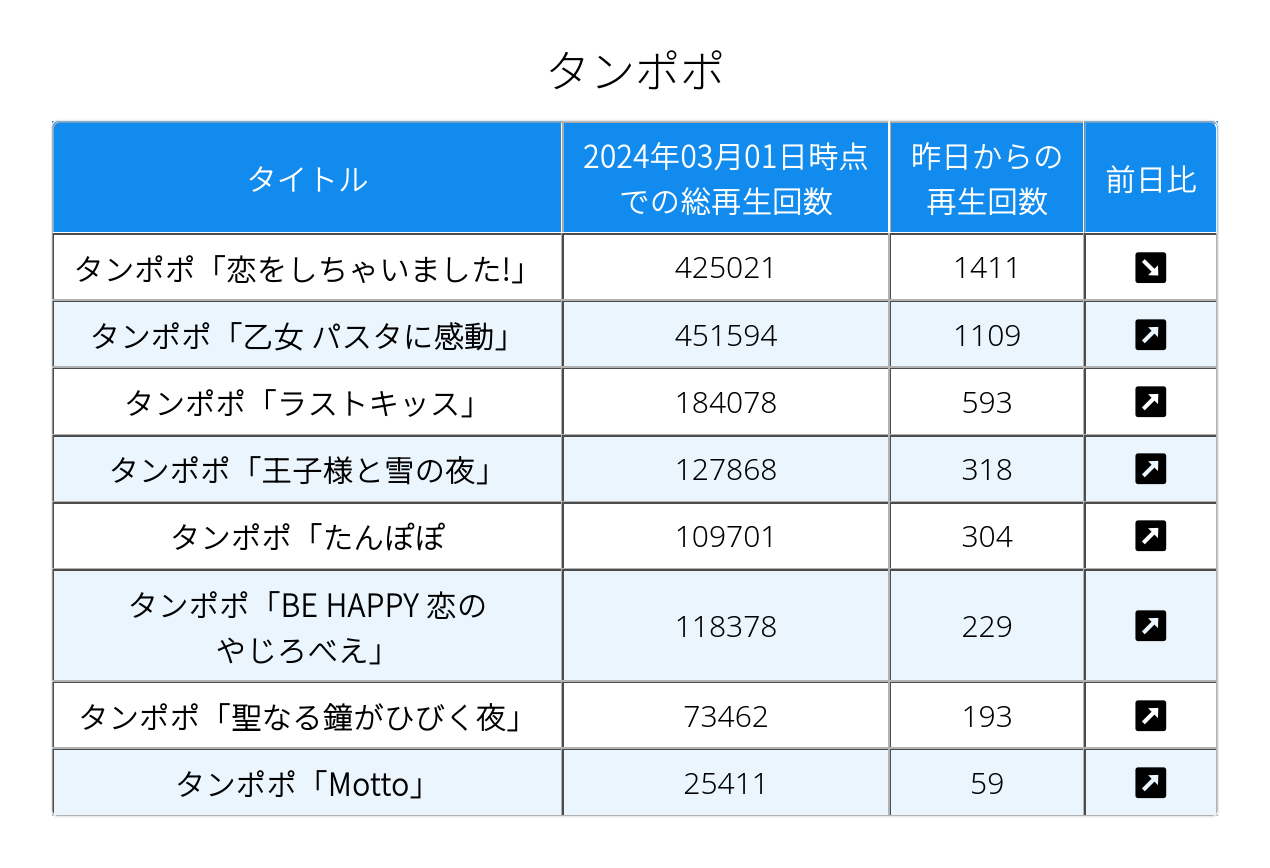 タンポポ
タイトル
2024年03月01日時点
での総再生回数
昨日からの
再生回数
前日比
タンポポ「恋をしちゃいました!」
425021
1411
↘
タンポポ「乙女 パスタに感動」
451594
1109
↗
タンポポ「ラストキッス」
184078
593
↗
タンポポ「王子様と雪の夜」
127868
318
↗
タンポポ「たんぽぽ
109701
304
↗
タンポポ「BE HAPPY 恋の
やじろべえ」
118378
229
↗
タンポポ「聖なる鐘がひびく夜」
73462
193
↗
タンポポ「Motto」
25411
59
↗